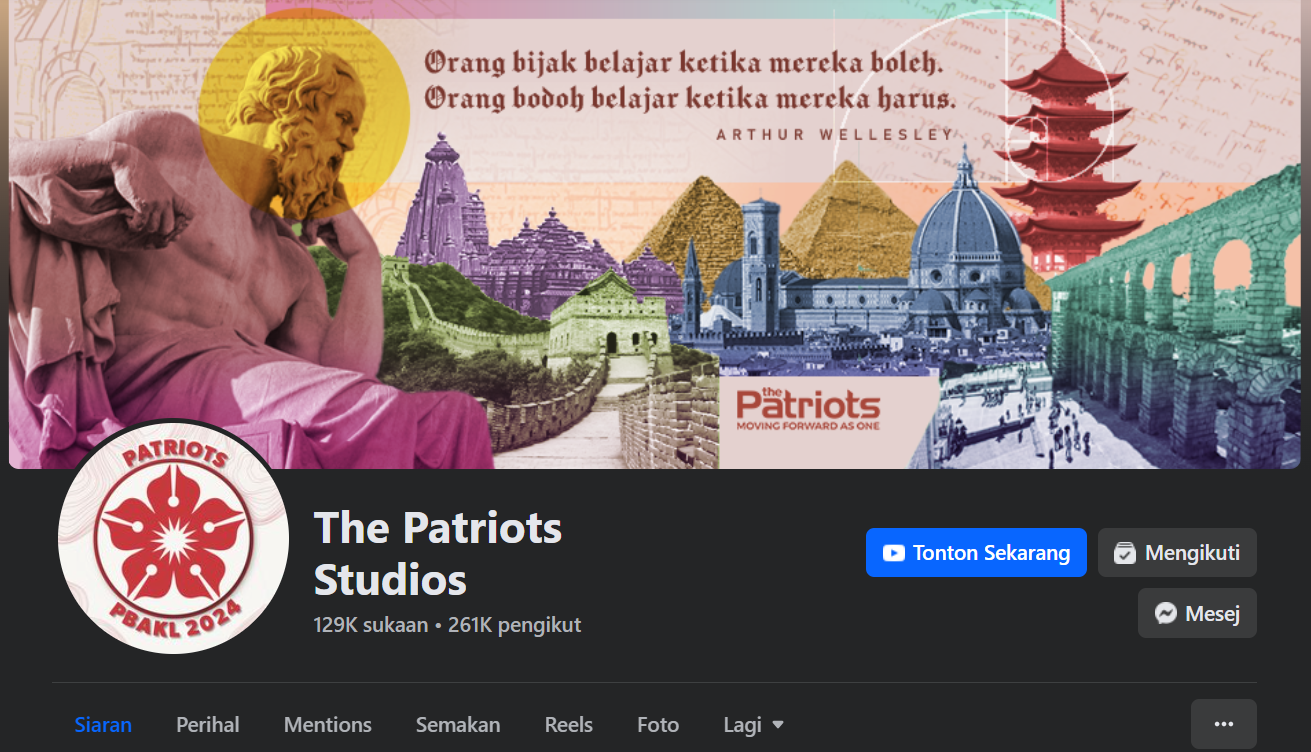 Orang bijak belajar ketika mereka boleh.
Orang bodoh belajar ketika mereka harus.
ARTHUR WELLESLEY
the
Patriots
MOVING FORWARD AS ONE
PATRIOTS
PBAKL 2024
The Patriots
Studios
129K sukaan • 261K pengikut
Tonton Sekarang
Mengikuti
Mesej
Siaran Perihal Mentions Semakan Reels Foto Lagi